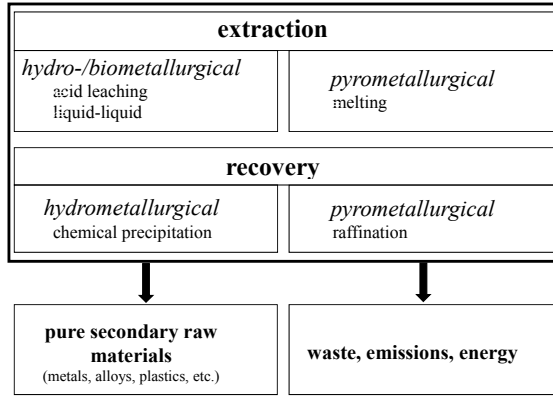 extraction
hydro-/biometallurgical
acid leaching
liquid-liquid
pyrometallurgical
melting
recovery
hydrometallurgical
chemical precipitation
pyrometallurgical
raffination
pure secondary raw
materials
(metals, alloys, plastics, etc.)
waste, emissions, energy